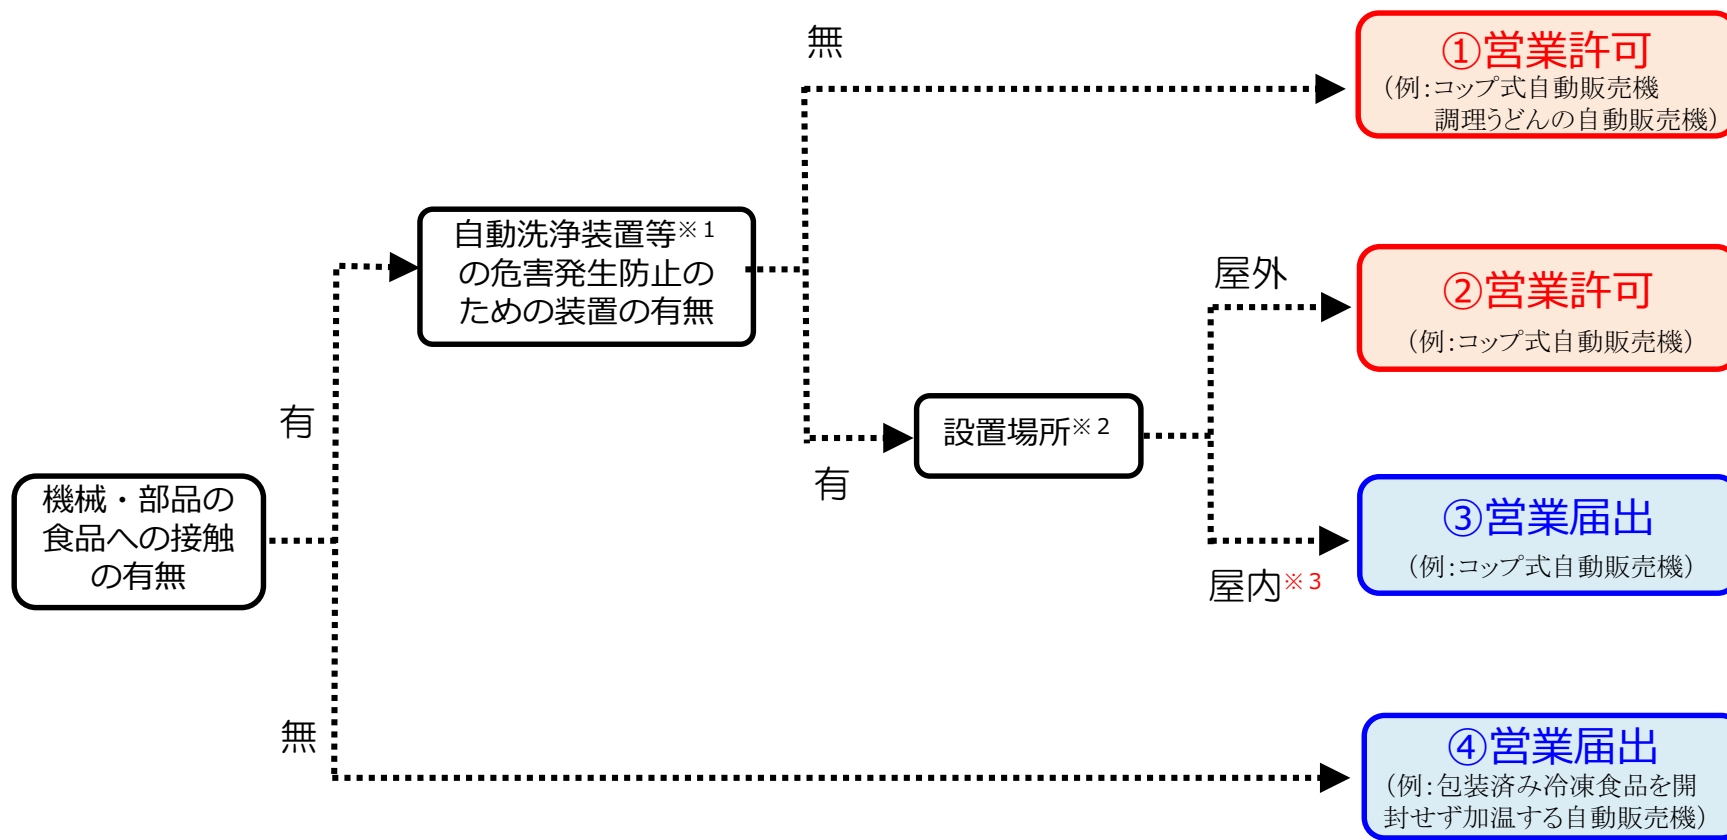 無
①営業許可
（例：コップ式自動販売機
調理うどんの自動販売機）
自動洗浄装置等※1
の危害発生防止の
ための装置の有無
屋外
②営業許可
（例：コップ式自動販売機）
有
設置場所※2
有
機械・部品の
食品への接触
の有無
③営業届出
（例：コップ式自動販売機）
屋内※3
無
④営業届出
（例：包装済み冷凍食品を開
封せず加温する自動販売機）